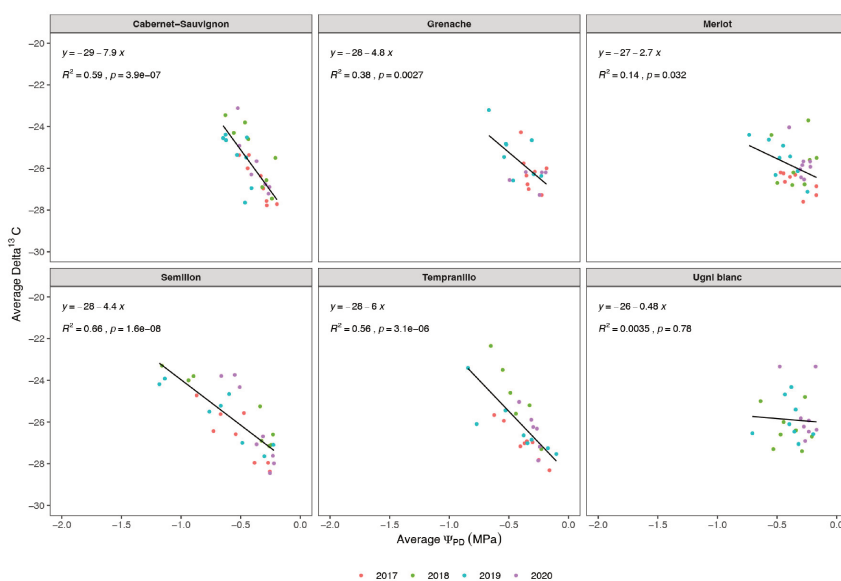 Cabernet−Sauvignon
Grenache
Merlot
y = −29 − 7.9 x
R² = 0.59 , p = 3.9e−07
y = −28 − 4.8 x
R² = 0.38 , p = 0.0027
y = −27 − 2.7 x
R² = 0.14 , p = 0.032
−20
−22
−24
−26
−28
−30
Semillon
Tempranillo
Ugni blanc
y = −28 − 4.4 x
R² = 0.66 , p = 1.6e−08
y = −28 − 6 x
R² = 0.56 , p = 3.1e−06
y = −26 − 0.48 x
R² = 0.0035 , p = 0.78
−20
−22
−24
−26
−28
−30
Average Delta¹³ C
−2.0 −1.5 −1.0 −0.5 0.0
−2.0 −1.5 −1.0 −0.5 0.0
−2.0 −1.5 −1.0 −0.5 0.0
Average Ψ_PD (MPa)
2017 2018 2019 2020